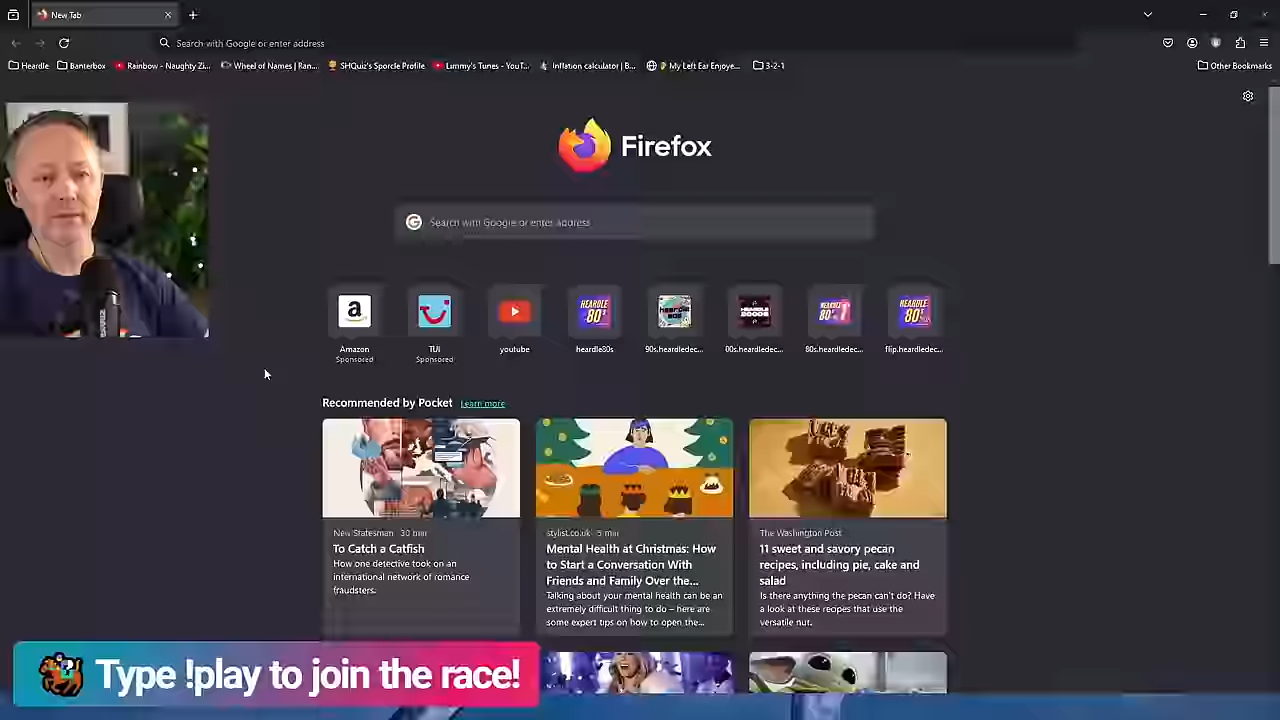 New Tab
Search with Google or enter address
Heardle
Banterbox
Rainbow - Naughty Zi...
Wheel of Names | Ran...
SHQuiz's Sporcle Profile
Limmy's Tunes - YouT...
Inflation calculator | B...
My Left Ear Enjoye...
3-2-1
Other Bookmarks
Firefox
Search with Google or enter address
Amazon
Sponsored
TUI
Sponsored
youtube
HEARDLE
80'S
heardle80s
90s.heardledec...
00s.heardledec...
80s.heardledec...
HEARDLE
80'S
flip.heardledec...
Recommended by Pocket Learn more
New Statesman · 30 min
To Catch a Catfish
How one detective took on an
international network of romance
fraudsters.
stylist.co.uk · 5 min
Mental Health at Christmas: How
to Start a Conversation With
Friends and Family Over the...
Talking about your mental health can be an
extremely difficult thing to do – here are
some expert tips on how to open the...
The Washington Post
11 sweet and savory pecan
recipes, including pie, cake and
salad
Is there anything the pecan can't do? Have
a look at these recipes that use the
versatile nut.
Type !play to join the race!